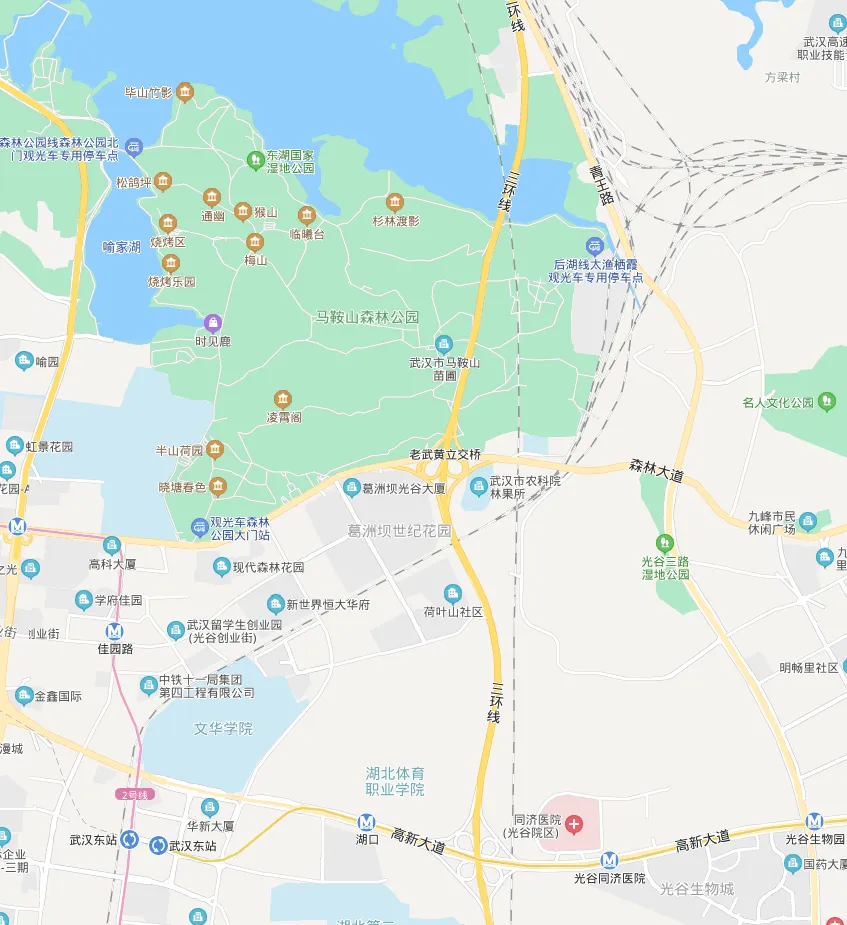 三环线
武汉高速
职业技能
方梁村
毕山竹影
森林公园线森林公园北
门观光车专用停车点
东湖国家
湿地公园
松鸽坪
通幽
猴山
临曦台
杉林渡影
三环线
青王路
烧烤区
梅山
喻家湖
烧烤乐园
后湖线太渔栖霞
观光车专用停车点
马鞍山森林公园
时见鹿
武汉市马鞍山
苗圃
喻园
凌霄阁
名人文化公园
虹景花园
半山荷园
老武黄立交桥
森林大道
晓塘春色
葛洲坝光谷大厦
武汉市农科院
林果所
花园-A
观光车森林
公园大门站
葛洲坝世纪花园
九峰市民
休闲广场
高科大厦
现代森林花园
光谷三路
湿地公园
九
里
之光
学府佳园
新世界恒大华府
荷叶山社区
武汉留学生创业园
(光谷创业街)
业街
创业街
佳园路
中铁十一局集团
第四工程有限公司
明畅里社区
金鑫国际
三环线
文华学院
漫城
湖北体育
职业学院
2号线
华新大厦
同济医院
(光谷院区)
武汉东站
武汉东站
湖口
高新大道
高新大道
光谷生物园
企业
-三期
光谷同济医院
国药大厦
光谷生物城
湖北第二